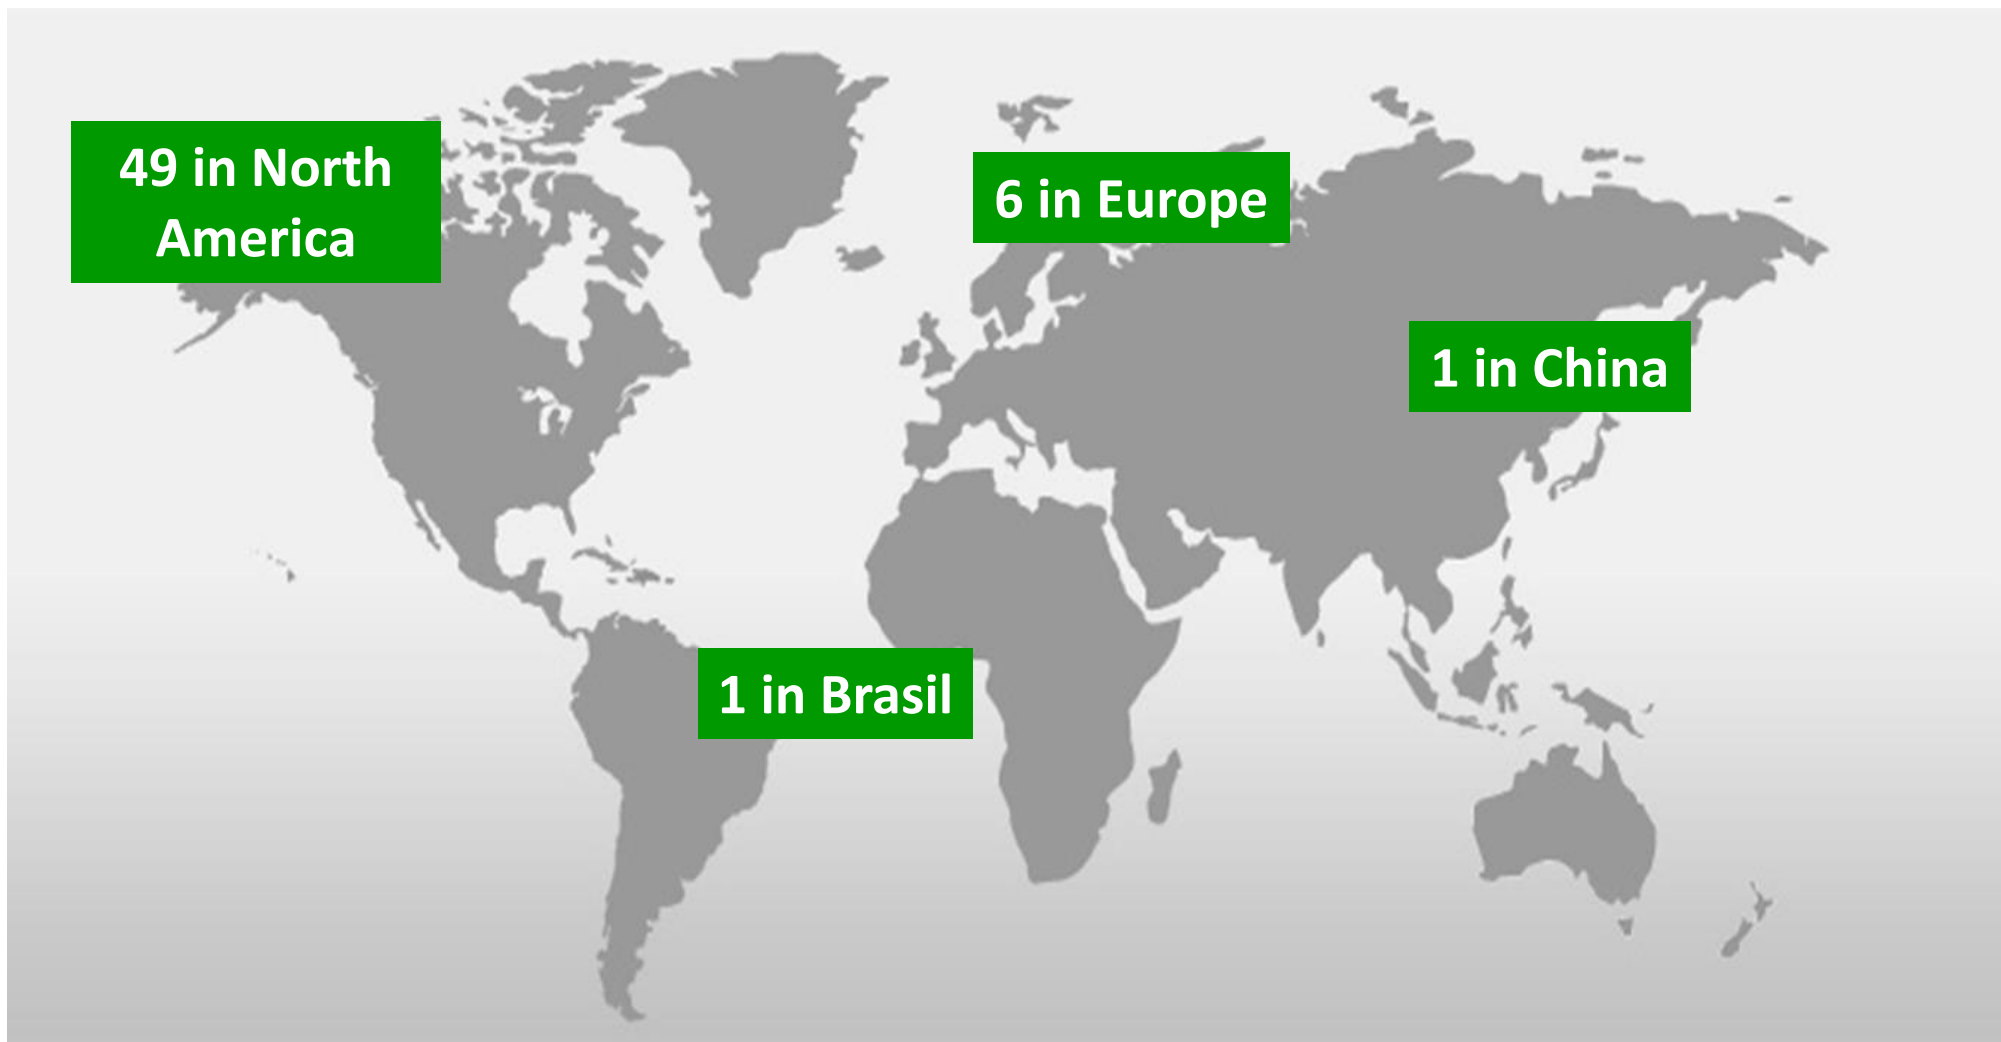 49 in North
America
6 in Europe
1 in China
1 in Brasil